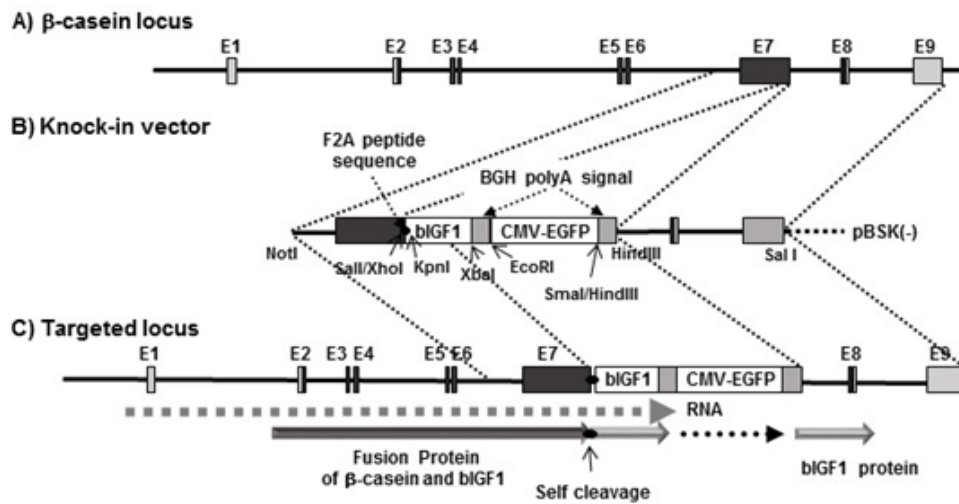 A) β-casein locus
E1 E2 E3 E4 E5 E6 E7 E8 E9
B) Knock-in vector
F2A peptide
sequence
BGH polyA signal
bIGF1 CMV-EGFP
pBSK(-)
NotI SalI/XhoI KpnI XbaI EcoRI HindIII Sal I
SmaI/HindIII
C) Targeted locus
E1 E2 E3 E4 E5 E6 E7 E8 E9
bIGF1 CMV-EGFP
RNA
Fusion Protein
of β-casein and bIGF1
Self cleavage
bIGF1 protein